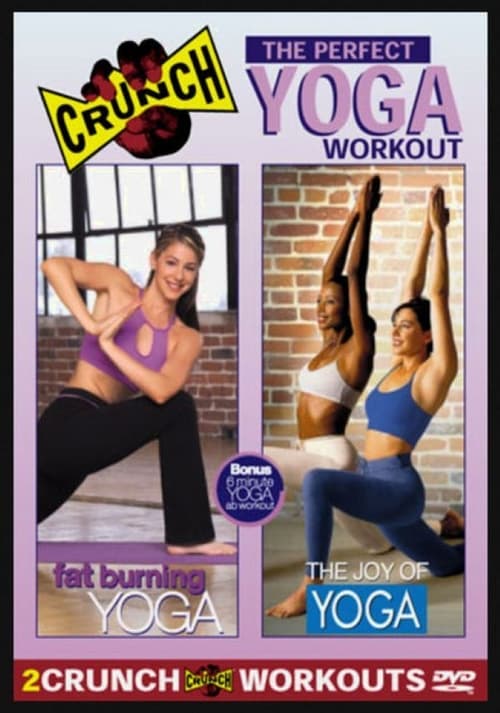 CRUNCH
THE PERFECT
YOGA
WORKOUT
Bonus
6 minute
YOGA
ab workout
fat burning
YOGA
THE JOY OF
YOGA
2CRUNCH CRUNCH WORKOUTS DVD